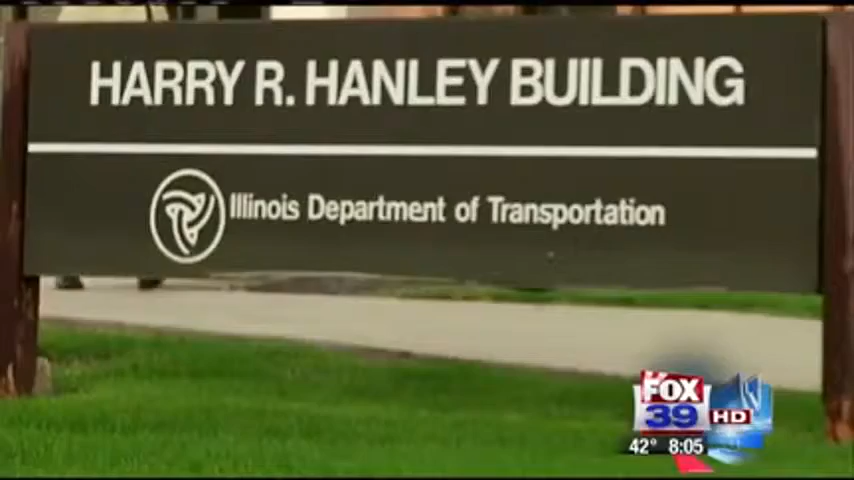 HARRY R. HANLEY BUILDING
Illinois Department of Transportation
FOX
39 HD
42° 8:05